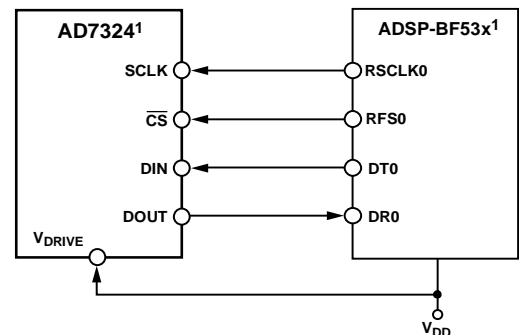 AD7324¹
SCLK
CS
DIN
DOUT
VDRIVE
ADSP-BF53x¹
RSCLK0
RFS0
DT0
DR0
VDD